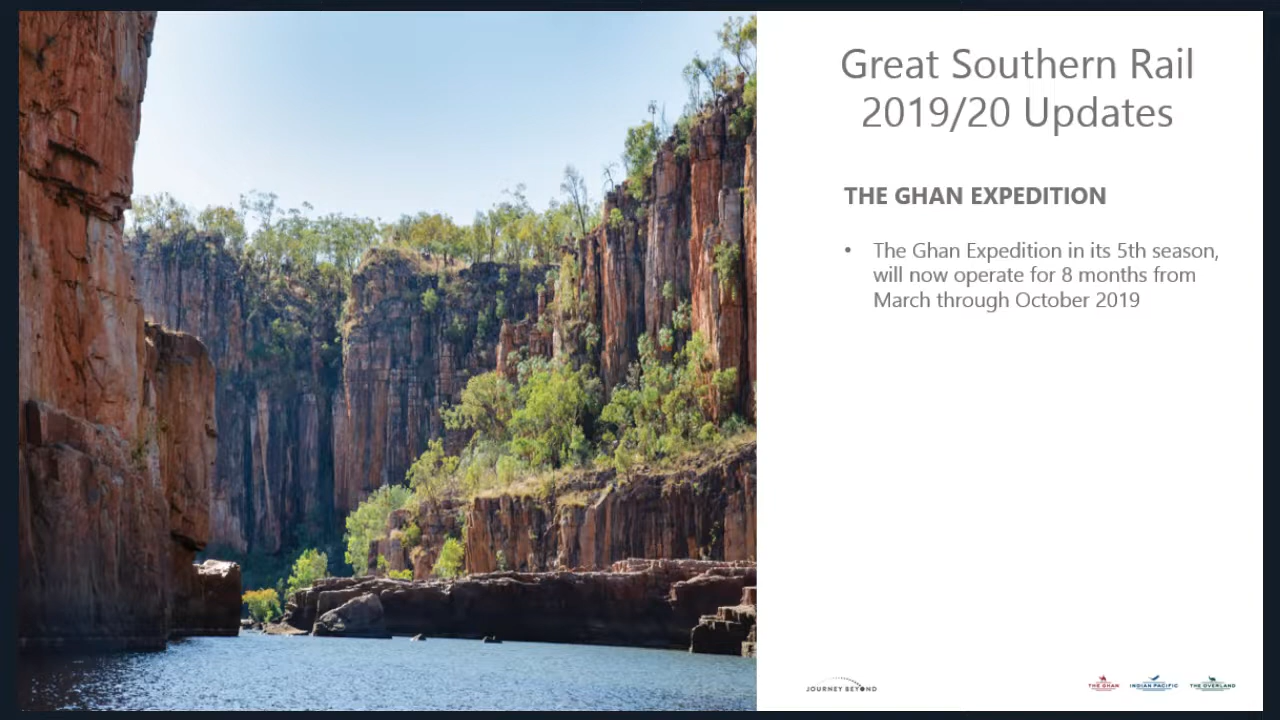 Great Southern Rail
2019/20 Updates
THE GHAN EXPEDITION
• The Ghan Expedition in its 5th season,
will now operate for 8 months from
March through October 2019
JOURNEY BEYOND
THE GHAN
INDIAN PACIFIC
THE OVERLAND